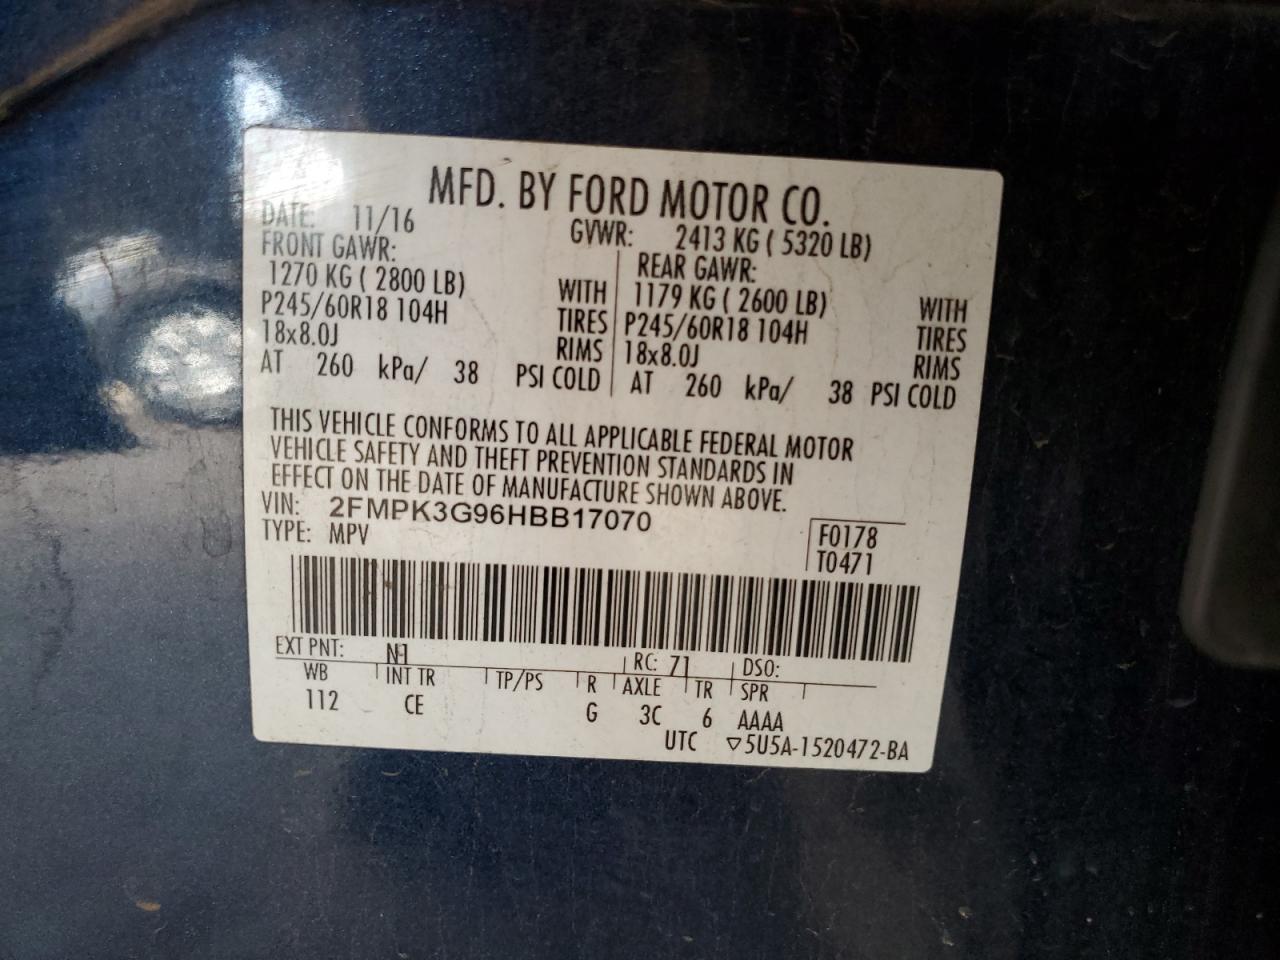 MFD. BY FORD MOTOR CO.
DATE: 11/16 GVWR: 2413 KG ( 5320 LB)
FRONT GAWR: REAR GAWR:
1270 KG ( 2800 LB) WITH 1179 KG ( 2600 LB) WITH
P245/60R18 104H TIRES P245/60R18 104H TIRES
18x8.0J RIMS 18x8.0J RIMS
AT 260 kPa/ 38 PSI COLD AT 260 kPa/ 38 PSI COLD
THIS VEHICLE CONFORMS TO ALL APPLICABLE FEDERAL MOTOR
VEHICLE SAFETY AND THEFT PREVENTION STANDARDS IN
EFFECT ON THE DATE OF MANUFACTURE SHOWN ABOVE.
VIN: 2FMPK3G96HBB17070
TYPE: MPV F0178
T0471
EXT PNT: N1 RC: 71 DSO:
WB INT TR TP/PS R AXLE TR SPR
112 CE G 3C 6 AAAA
UTC ▽5U5A-1520472-BA